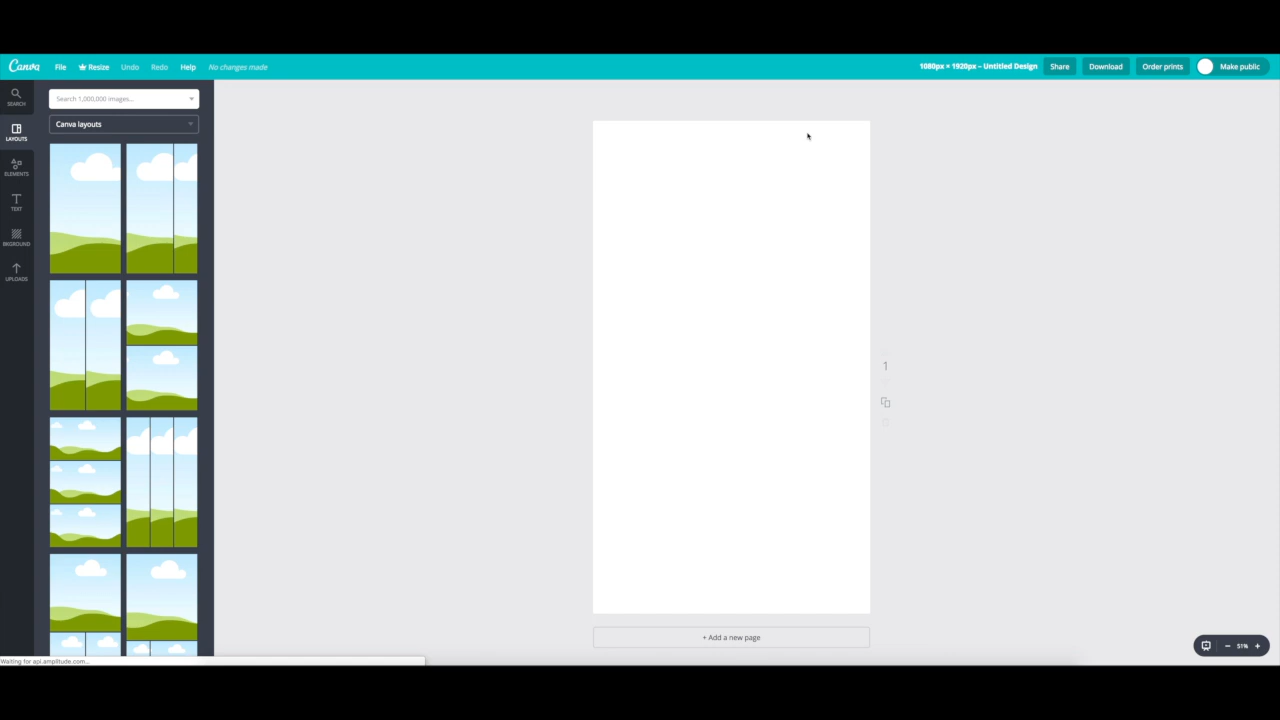 Canva
File
Resize
Undo
Redo
Help
No changes made
1080px × 1920px – Untitled Design
Share
Download
Order prints
Make public
SEARCH
LAYOUTS
ELEMENTS
TEXT
BKGROUND
UPLOADS
Search 1,000,000 images...
Canva layouts
1
+ Add a new page
51%
Waiting for api.amplitude.com...